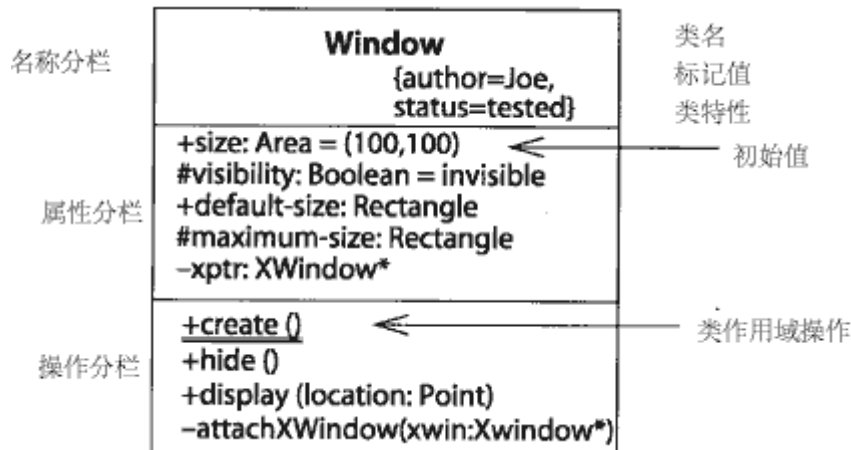 Window
类名
名称分栏
{author=Joe,
标记值
status=tested}
类特性
+size: Area = (100,100)
初始值
#visibility: Boolean = invisible
属性分栏
+default-size: Rectangle
#maximum-size: Rectangle
–xptr: XWindow*
+create ()
类作用域操作
操作分栏
+hide ()
+display (location: Point)
–attachXWindow(xwin:Xwindow*)